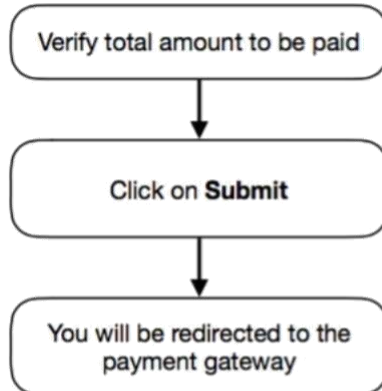 Verify total amount to be paid
Click on Submit
You will be redirected to the
payment gateway